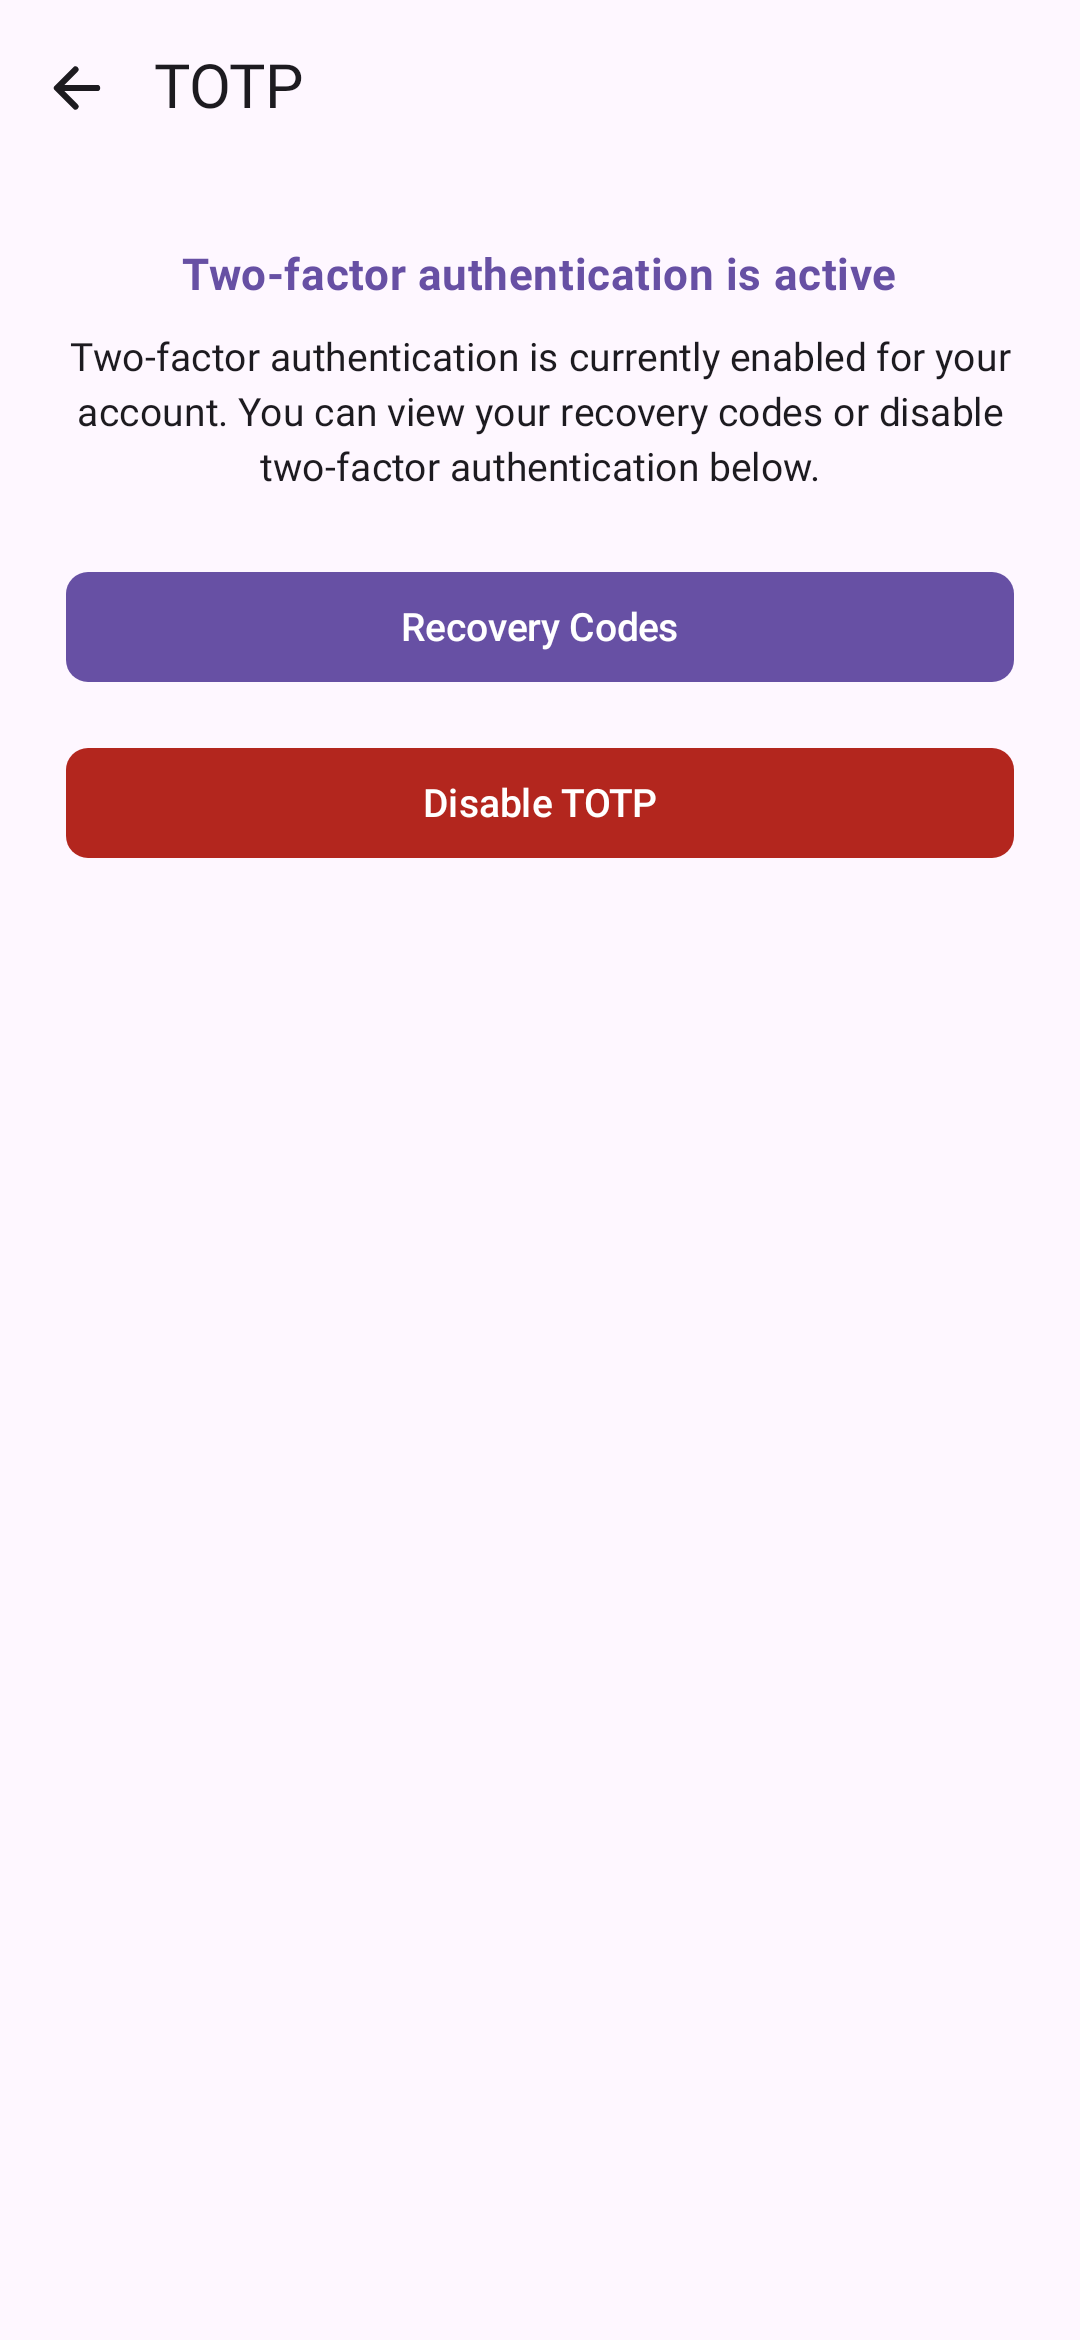 TOTP
Two-factor authentication is active
Two-factor authentication is currently enabled for your
account. You can view your recovery codes or disable
two-factor authentication below.
Recovery Codes
Disable TOTP